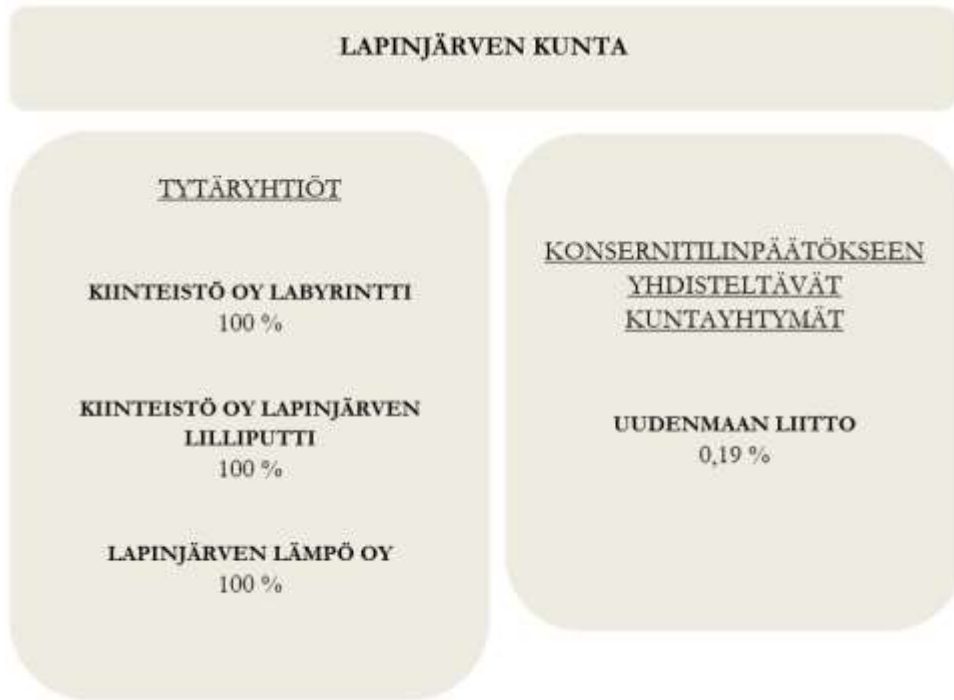 LAPINJÄRVEN KUNTA
TYTÄRYHTIÖT
KIINTEISTÖ OY LABYRINTTI
100 %
KIINTEISTÖ OY LAPINJÄRVEN
LILLIPUTTI
100 %
LAPINJÄRVEN LÄMPÖ OY
100 %
KONSERNITILINPÄÄTÖKSEEN
YHDISTELTÄVÄT
KUNTAYHTYMÄT
UUDENMAAN LIITTO
0,19 %